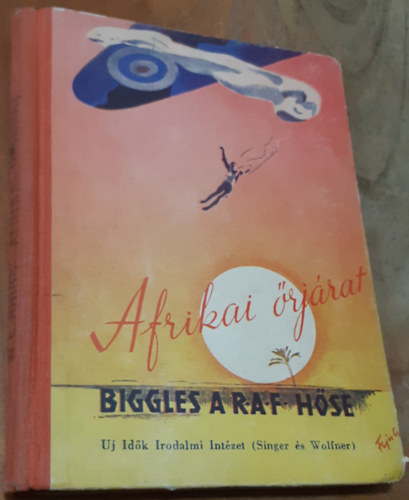 Afrikai őrjárat
BIGGLES A R.A.F. HŐSE
Uj Idők Irodalmi Intézet (Singer és Wolfner)